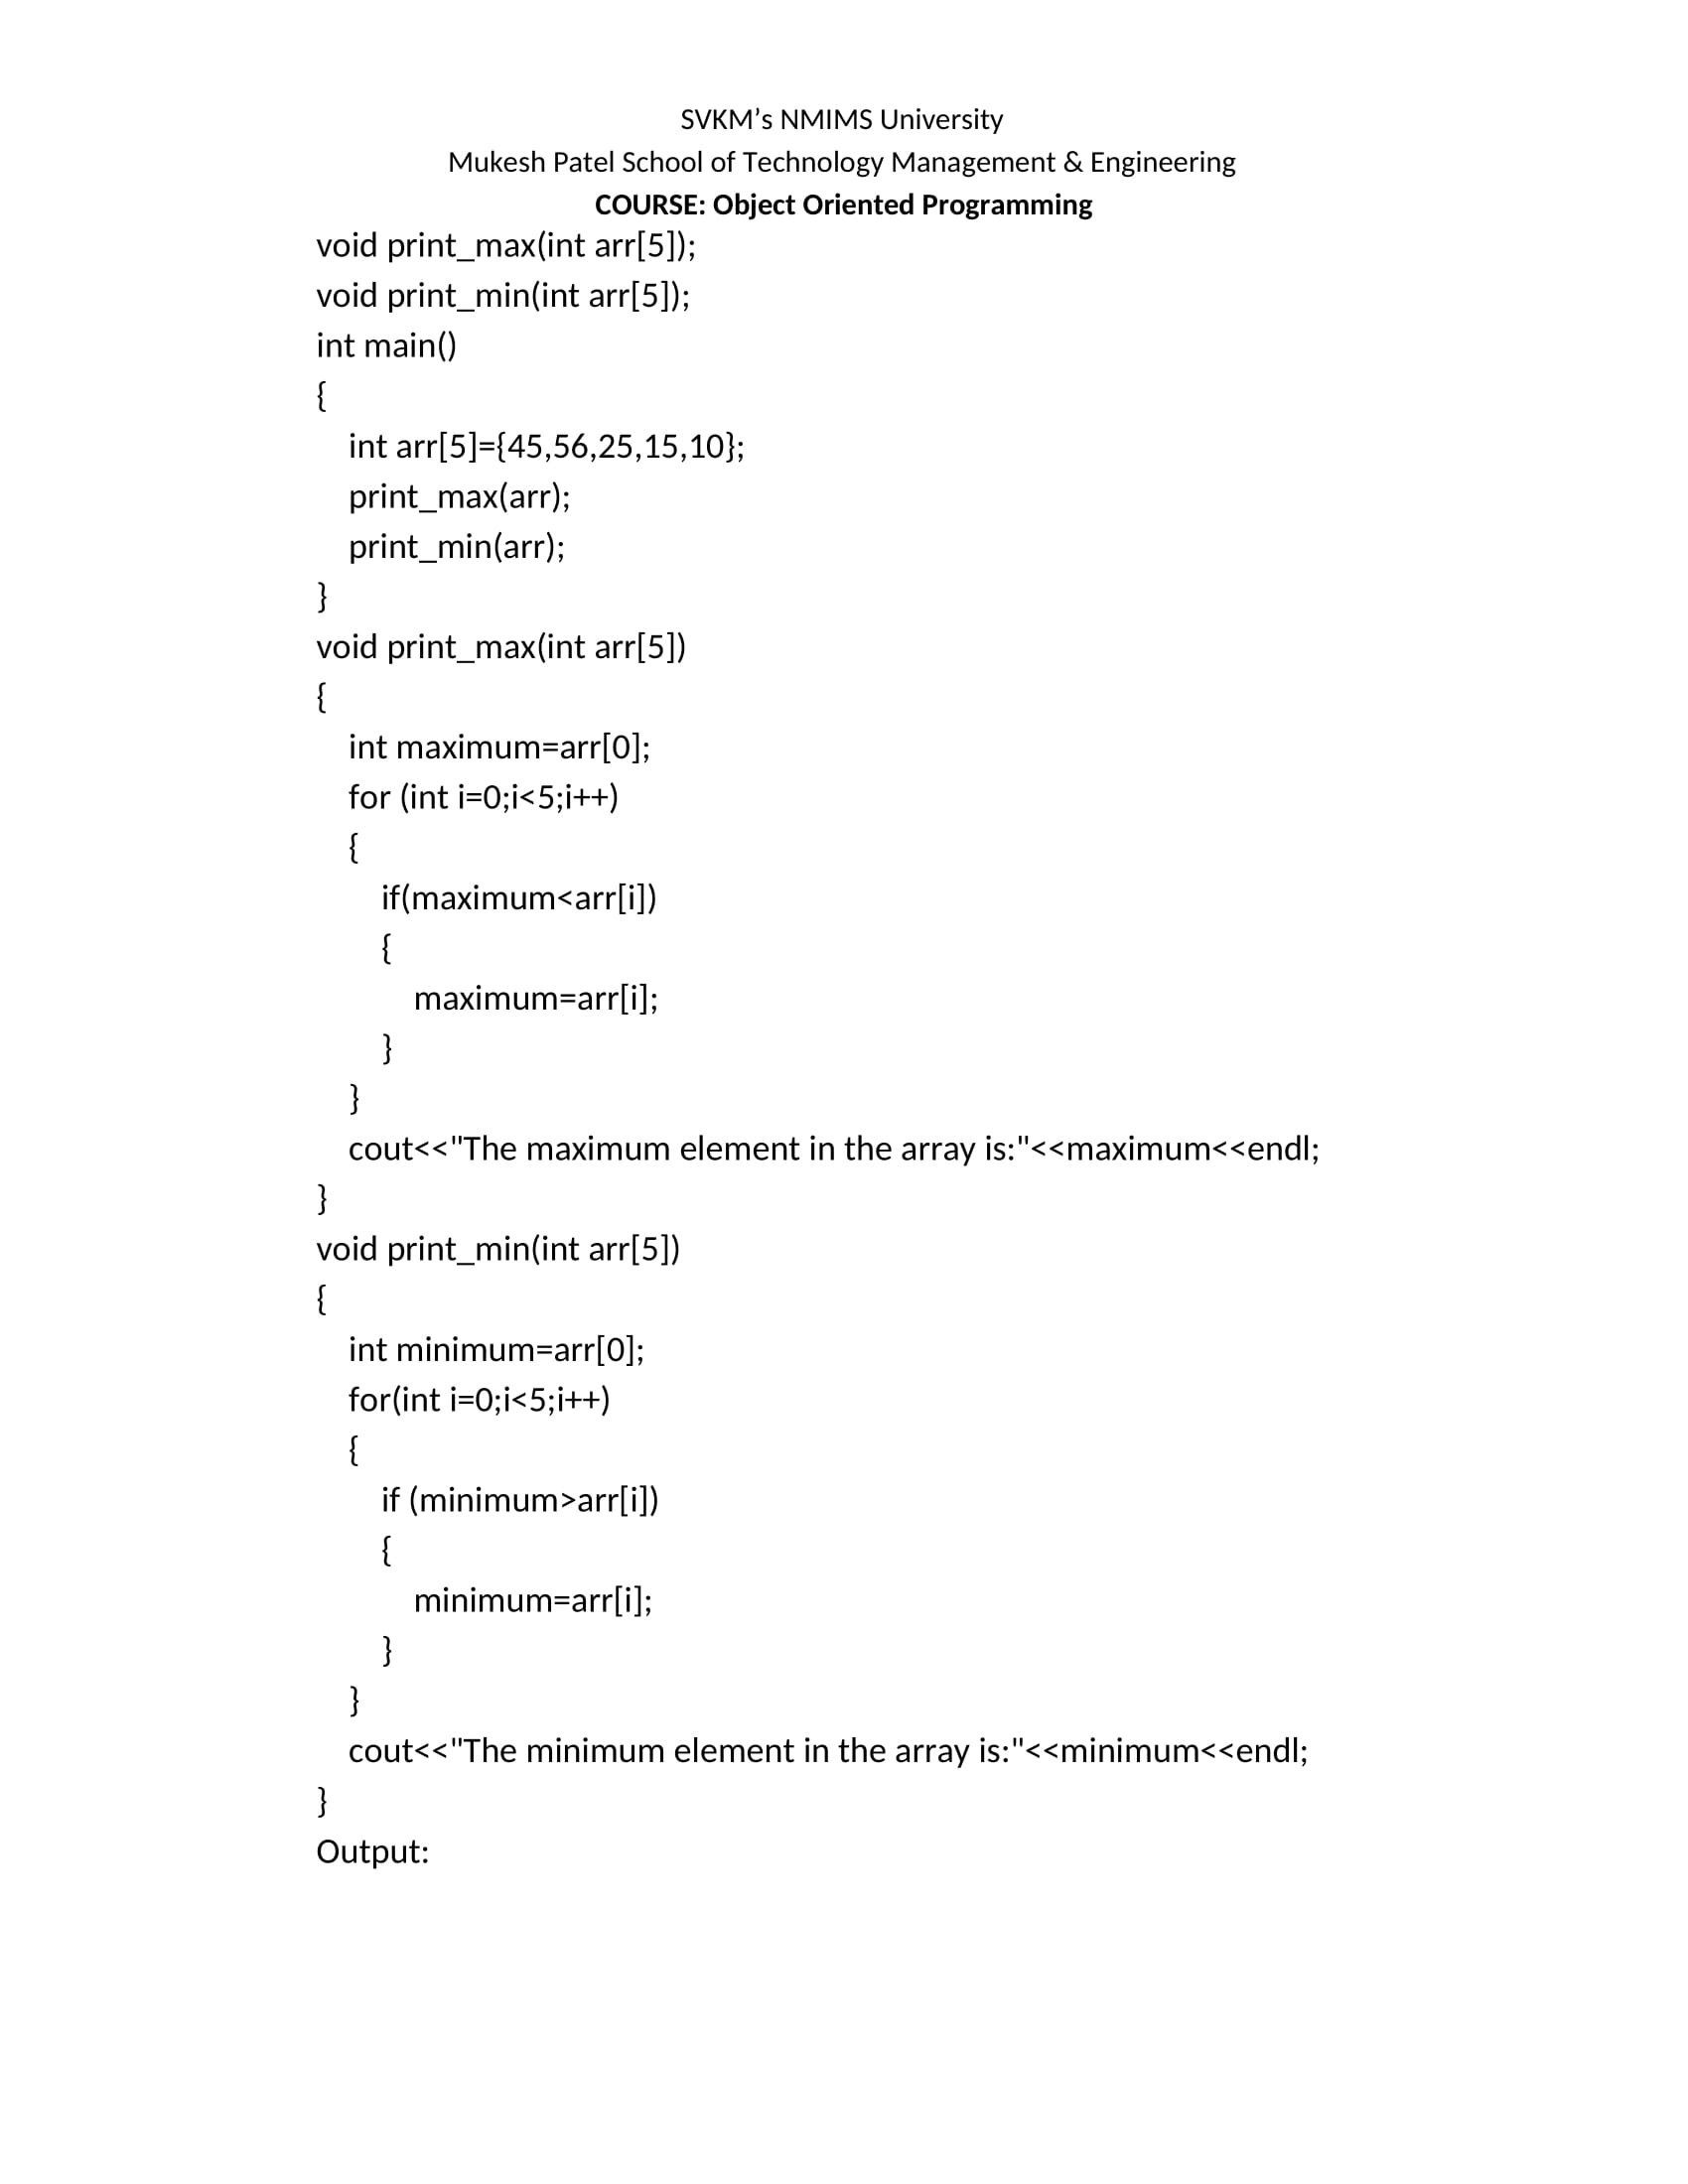 SVKM’s NMIMS University
Mukesh Patel School of Technology Management & Engineering
COURSE: Object Oriented Programming
void print_max(int arr[5]);
void print_min(int arr[5]);
int main()
{
    int arr[5]={45,56,25,15,10};
    print_max(arr);
    print_min(arr);
}
void print_max(int arr[5])
{
    int maximum=arr[0];
    for (int i=0;i<5;i++)
    {
        if(maximum<arr[i])
        {
            maximum=arr[i];
        }
    }
    cout<<"The maximum element in the array is:"<<maximum<<endl;
}
void print_min(int arr[5])
{
    int minimum=arr[0];
    for(int i=0;i<5;i++)
    {
        if (minimum>arr[i])
        {
            minimum=arr[i];
        }
    }
    cout<<"The minimum element in the array is:"<<minimum<<endl;
}
Output: